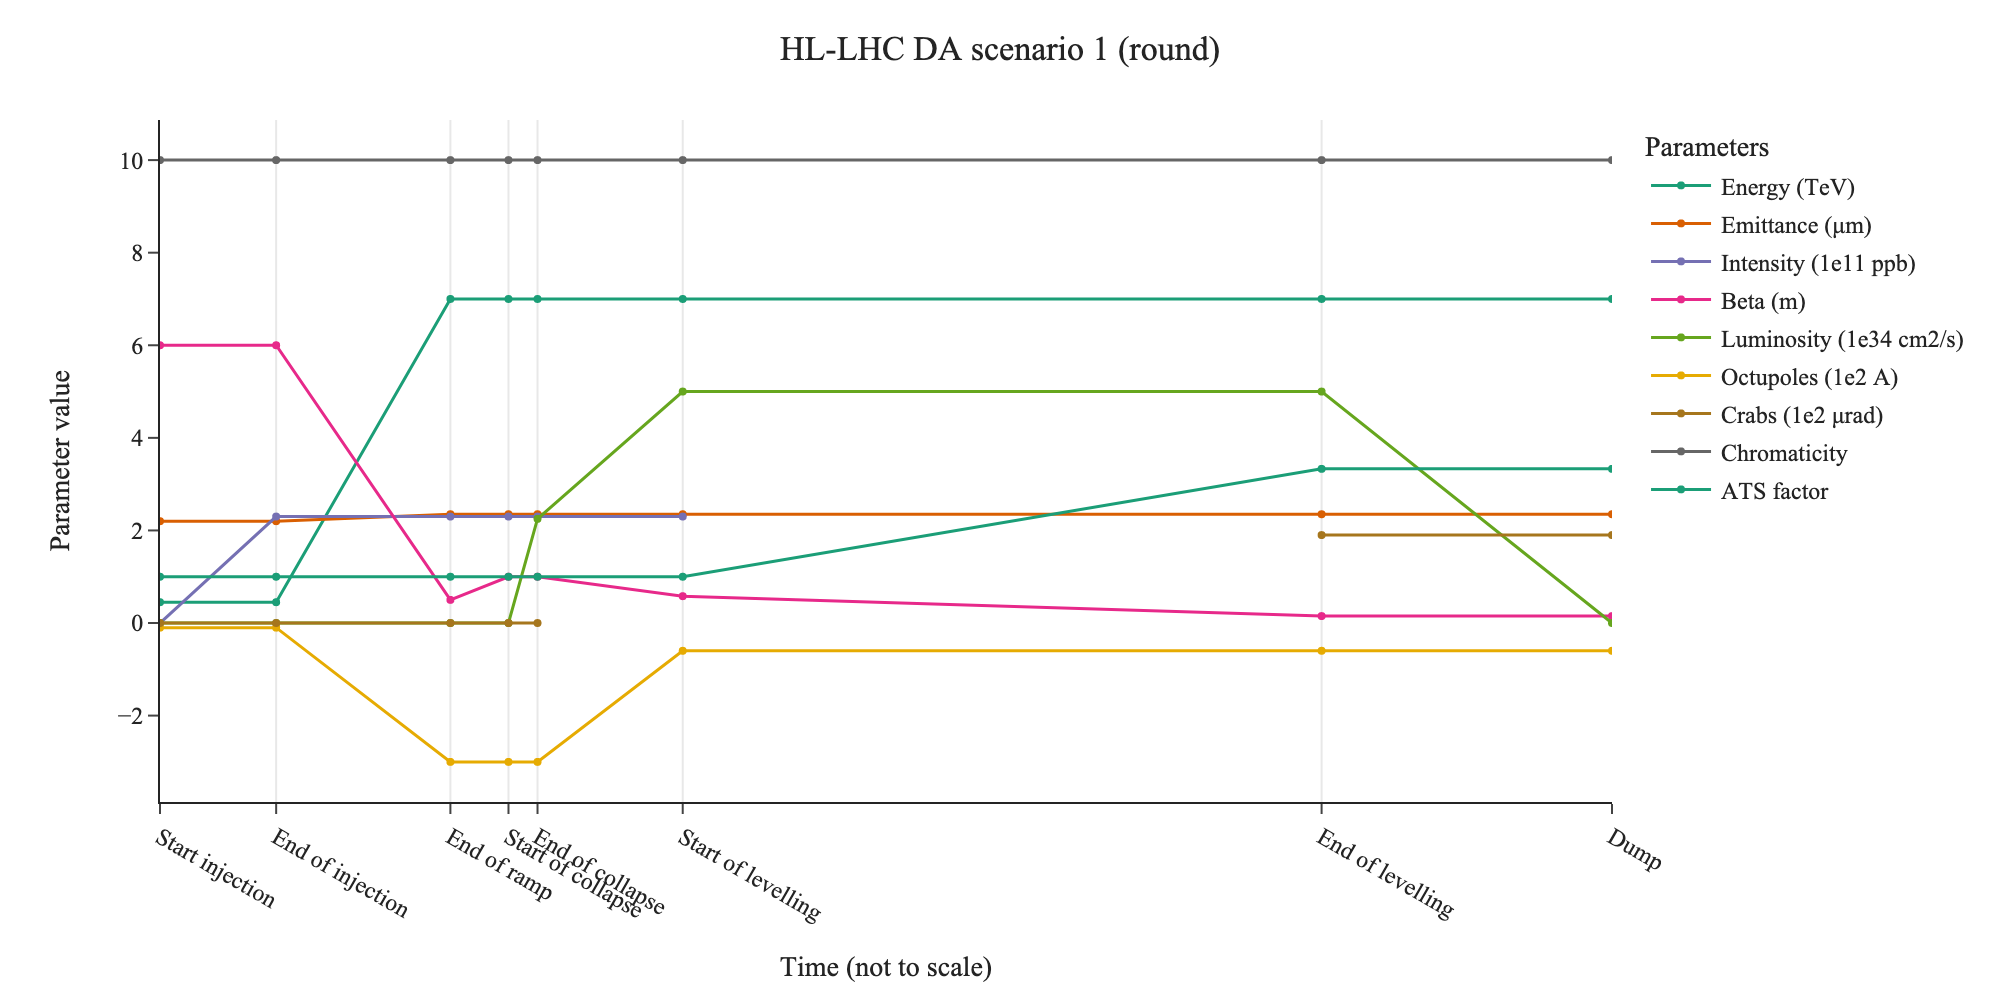 HL-LHC DA scenario 1 (round)
Parameters
Energy (TeV)
Emittance (μm)
Intensity (1e11 ppb)
Beta (m)
Luminosity (1e34 cm2/s)
Octupoles (1e2 A)
Crabs (1e2 μrad)
Chromaticity
ATS factor
Parameter value
10
8
6
4
2
0
−2
Start injection
End of injection
End of ramp
Start of collapse
End of collapse
Start of levelling
End of levelling
Dump
Time (not to scale)